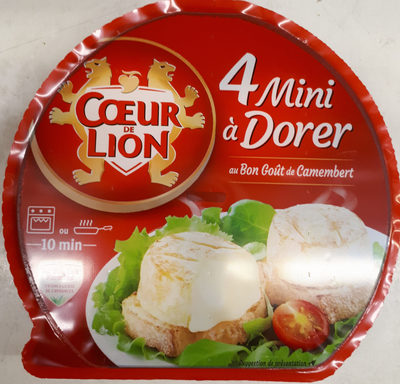 CŒUR
DE
LION
4 Mini
à Dorer
au Bon Goût de Camembert
ou
10 min
Suggestion de présentation